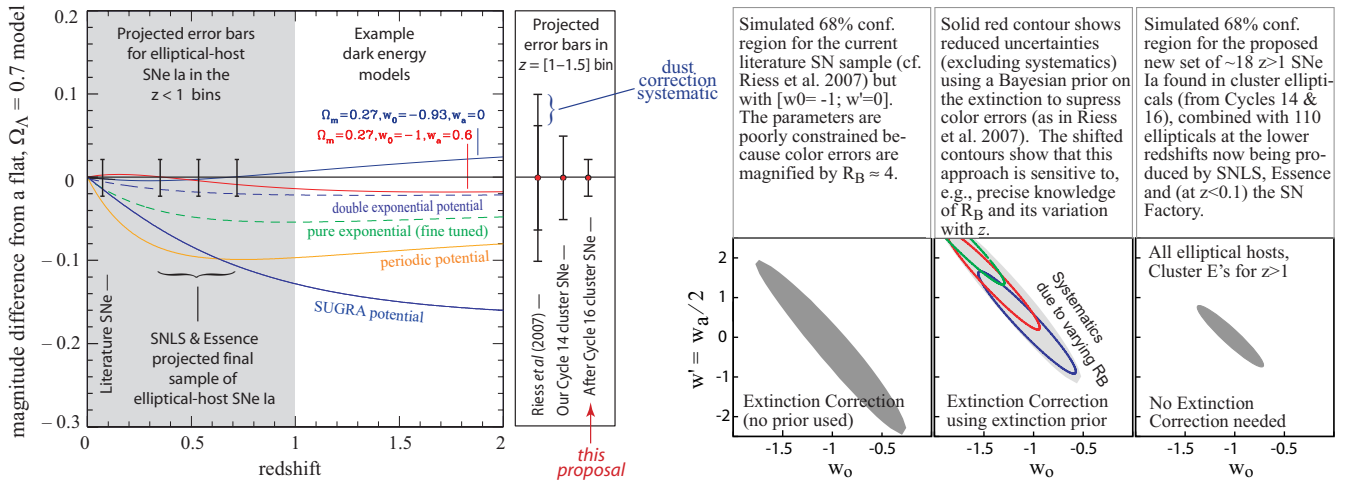 magnitude difference from a flat, Ω_Λ = 0.7 model
0.2
0.1
0
−0.1
−0.2
−0.3
0
0.5
1.0
1.5
2
redshift
Projected error bars
for elliptical-host
SNe Ia in the
z < 1 bins
Example
dark energy
models
Ω_m=0.27,w_0=−0.93,w_a=0
Ω_m=0.27,w_0=−1,w_a=0.6
double exponential potential
pure exponential (fine tuned)
periodic potential
SUGRA potential
Literature SNe —
SNLS & Essence
projected final
sample of
elliptical-host SNe Ia
Projected
error bars in
z = [1–1.5] bin
dust
correction
systematic
Riess et al (2007) —
Our Cycle 14 cluster SNe —
After Cycle 16 cluster SNe —
this
proposal
Simulated 68% conf.
region for the current
literature SN sample (cf.
Riess et al. 2007) but
with [w0= -1; w'=0].
The parameters are
poorly constrained be-
cause color errors are
magnified by R_B ≈ 4.
Solid red contour shows
reduced uncertainties
(excluding systematics)
using a Bayesian prior on
the extinction to supress
color errors (as in Riess
et al. 2007). The shifted
contours show that this
approach is sensitive to,
e.g., precise knowledge
of R_B and its variation
with z.
Simulated 68% conf.
region for the proposed
new set of ~18 z>1 SNe
Ia found in cluster ellipti-
cals (from Cycles 14 &
16), combined with 110
ellipticals at the lower
redshifts now being pro-
duced by SNLS, Essence
and (at z<0.1) the SN
Factory.
w' = w_a/2
2
1
0
-1
-2
Extinction Correction
(no prior used)
-1.5
-1
-0.5
w_o
Systematics
due to varying RB
Extinction Correction
using extinction prior
-1.5
-1
-0.5
w_o
All elliptical hosts,
Cluster E's for z>1
No Extinction
Correction needed
-1.5
-1
-0.5
w_o